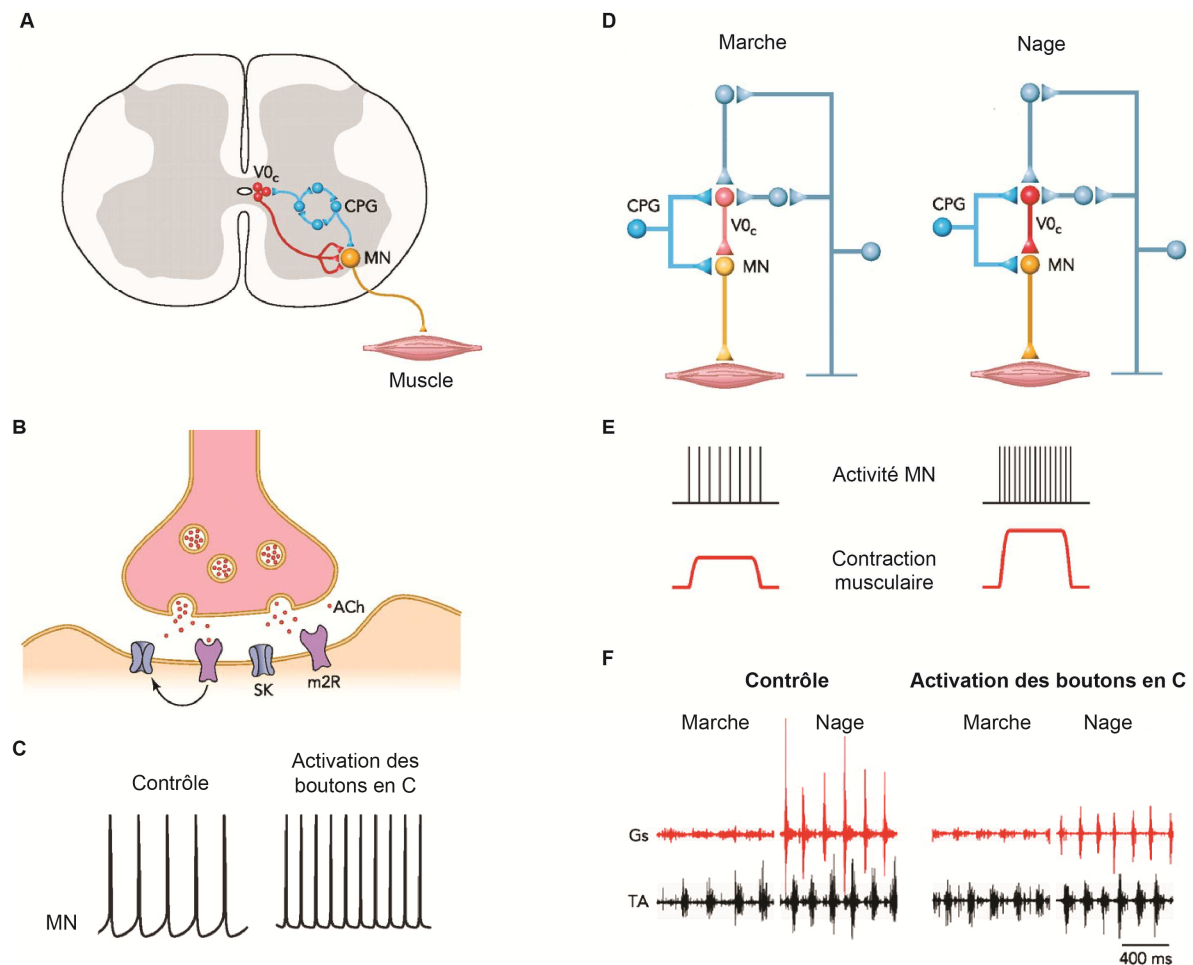 A
V0c
CPG
MN
Muscle
B
ACh
SK
m2R
C
Contrôle
Activation des
boutons en C
MN
D
Marche
Nage
CPG
V0c
MN
CPG
V0c
MN
E
Activité MN
Contraction
musculaire
F
Contrôle
Activation des boutons en C
Marche
Nage
Marche
Nage
Gs
TA
400 ms